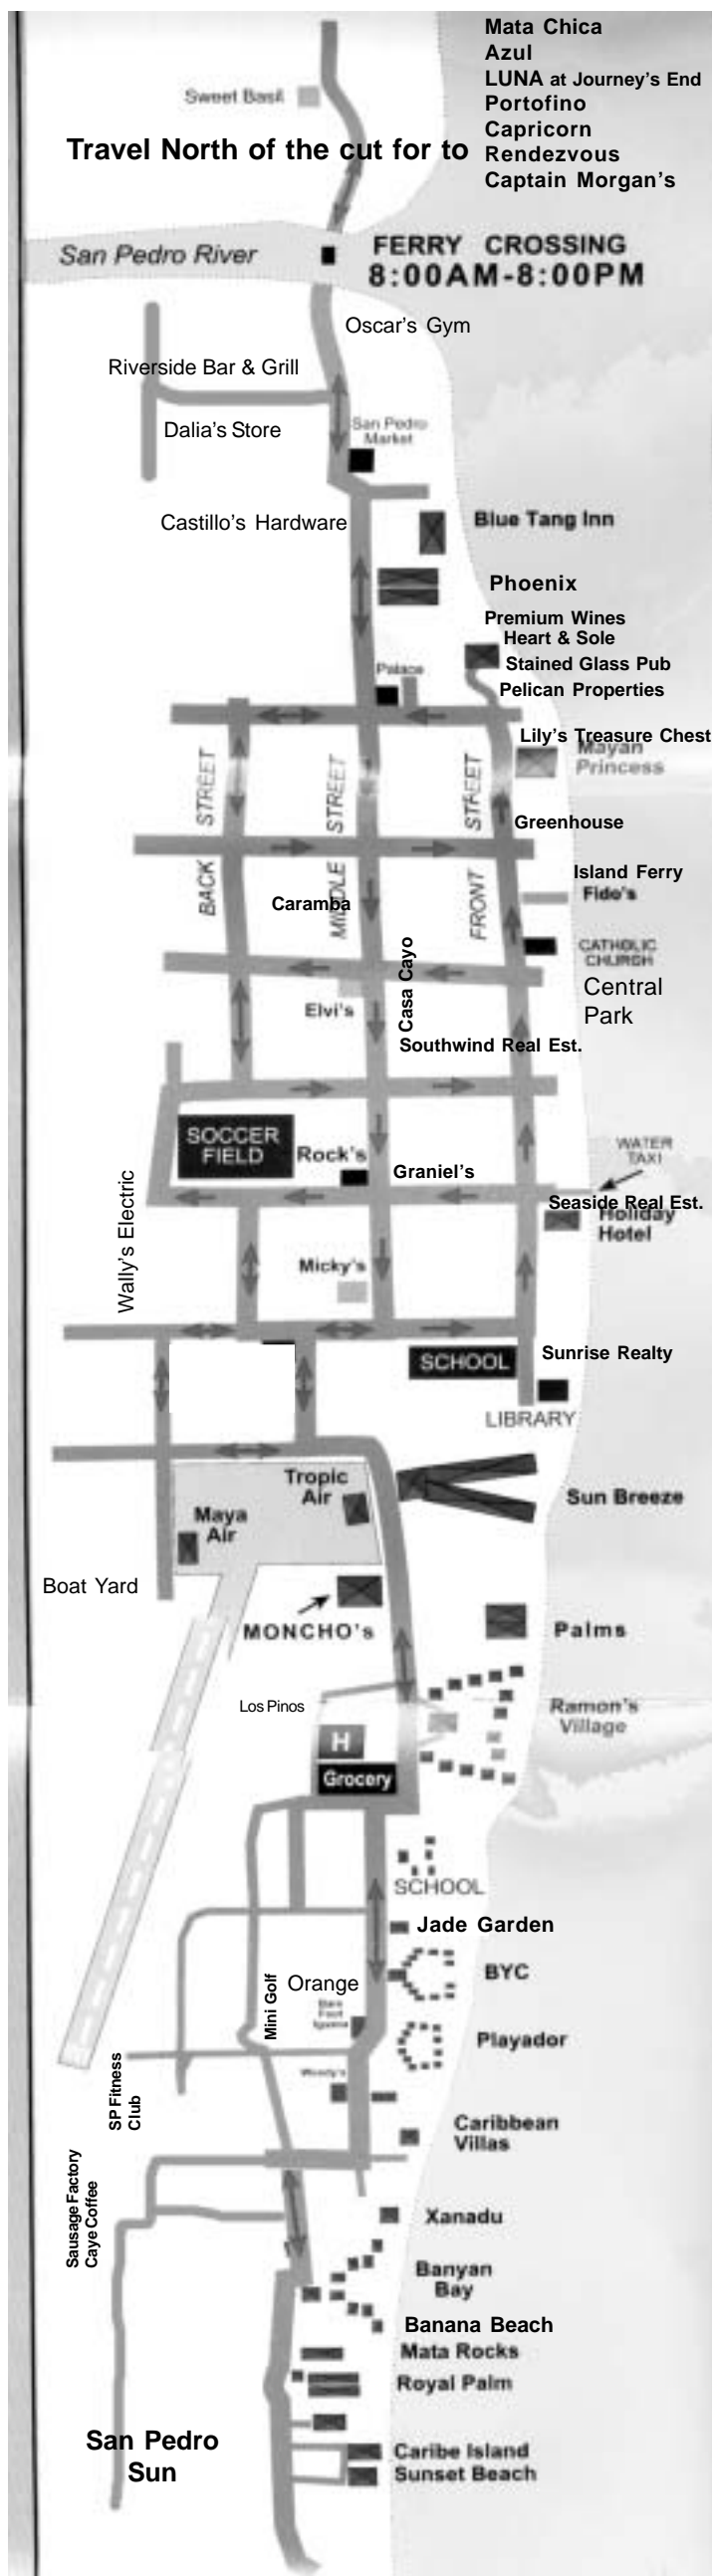 Mata Chica
Azul
LUNA at Journey's End
Portofino
Capricorn
Rendezvous
Captain Morgan's
Sweet Basil
Travel North of the cut for to
San Pedro River
FERRY CROSSING
8:00AM-8:00PM
Oscar's Gym
Riverside Bar & Grill
Dalia's Store
San Pedro
Market
Castillo's Hardware
Blue Tang Inn
Phoenix
Premium Wines
Heart & Sole
Stained Glass Pub
Pelican Properties
Palace
Lily's Treasure Chest
Mayan
Princess
BACK STREET
MIDDLE STREET
FRONT STREET
Greenhouse
Island Ferry
Fido's
Caramba
CATHOLIC
CHURCH
Central
Park
Casa Cayo
Elvi's
Southwind Real Est.
SOCCER
FIELD
Rock's
Graniel's
WATER
TAXI
Seaside Real Est.
Holiday
Hotel
Wally's Electric
Micky's
SCHOOL
Sunrise Realty
LIBRARY
Tropic
Air
Maya
Air
Sun Breeze
Boat Yard
MONCHO's
Palms
Los Pinos
Ramon's
Village
H
Grocery
SCHOOL
Jade Garden
Mini Golf
Orange
Bare
Foot
Iguana
BYC
Playador
SP Fitness
Club
Woody's
Caribbean
Villas
Sausage Factory
Caye Coffee
Xanadu
Banyan
Bay
Banana Beach
Mata Rocks
Royal Palm
San Pedro
Sun
Caribe Island
Sunset Beach